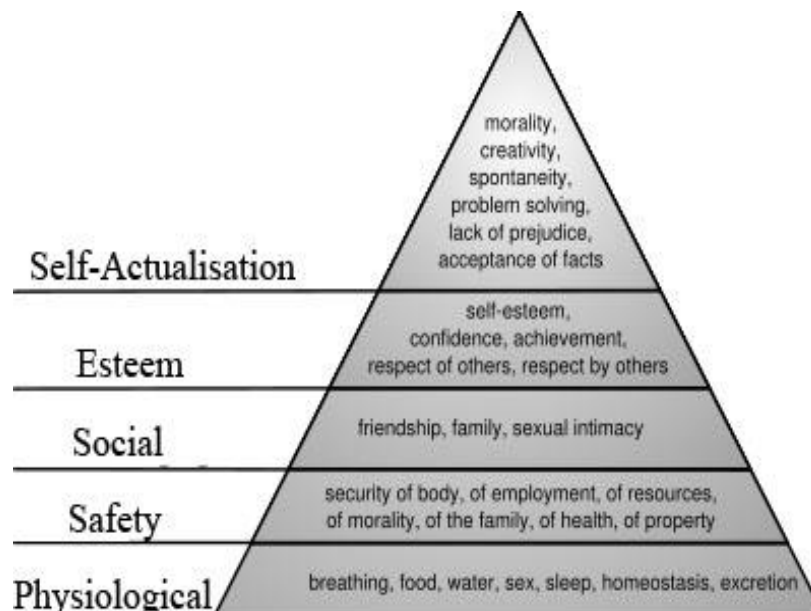 morality,
creativity,
spontaneity,
problem solving,
lack of prejudice,
acceptance of facts
Self-Actualisation
self-esteem,
confidence, achievement,
respect of others, respect by others
Esteem
friendship, family, sexual intimacy
Social
security of body, of employment, of resources,
of morality, of the family, of health, of property
Safety
breathing, food, water, sex, sleep, homeostasis, excretion
Physiological